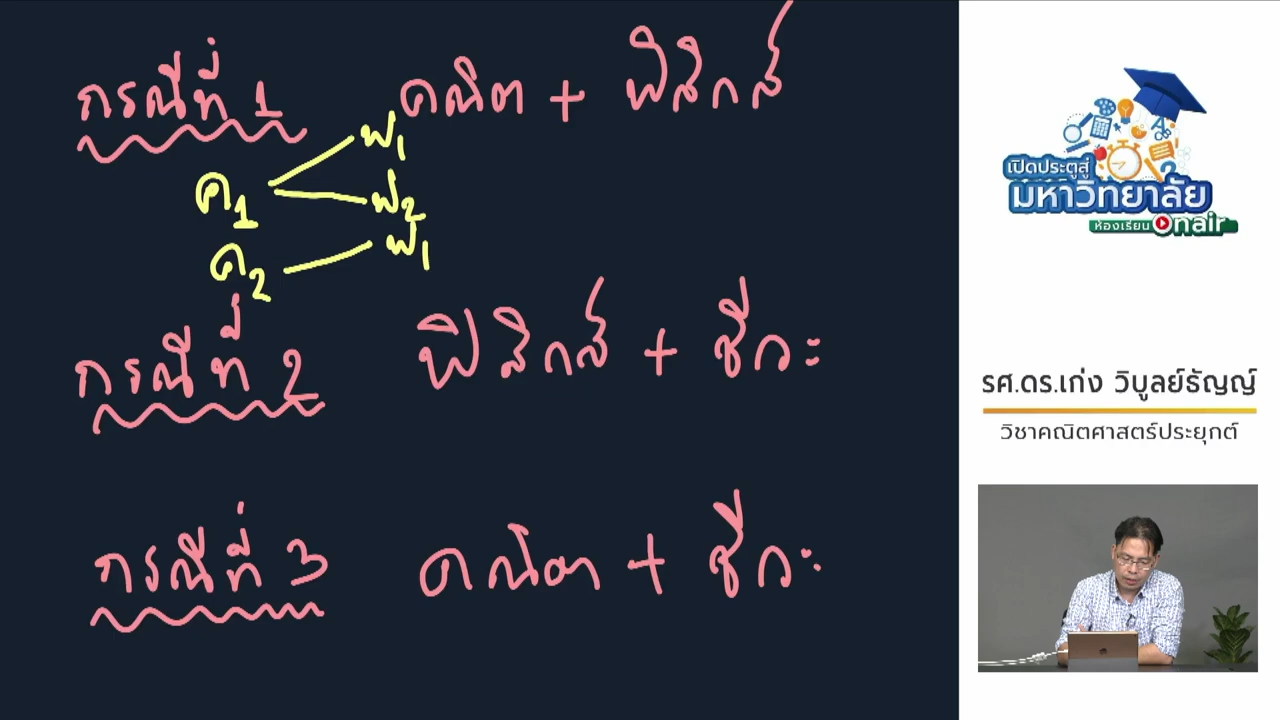 กรณีที่ 1 คณิต + ฟิสิกส์
ค1 ฟ1
ฟ2
ค2 ฟ1
กรณีที่ 2 ฟิสิกส์ + ชีวะ
กรณีที่ 3 คณิต + ชีวะ
เปิดประตูสู่
มหาวิทยาลัย
ห้องเรียน Onair
รศ.ดร.เก่ง วิบูลย์ธัญญ์
วิชาคณิตศาสตร์ประยุกต์